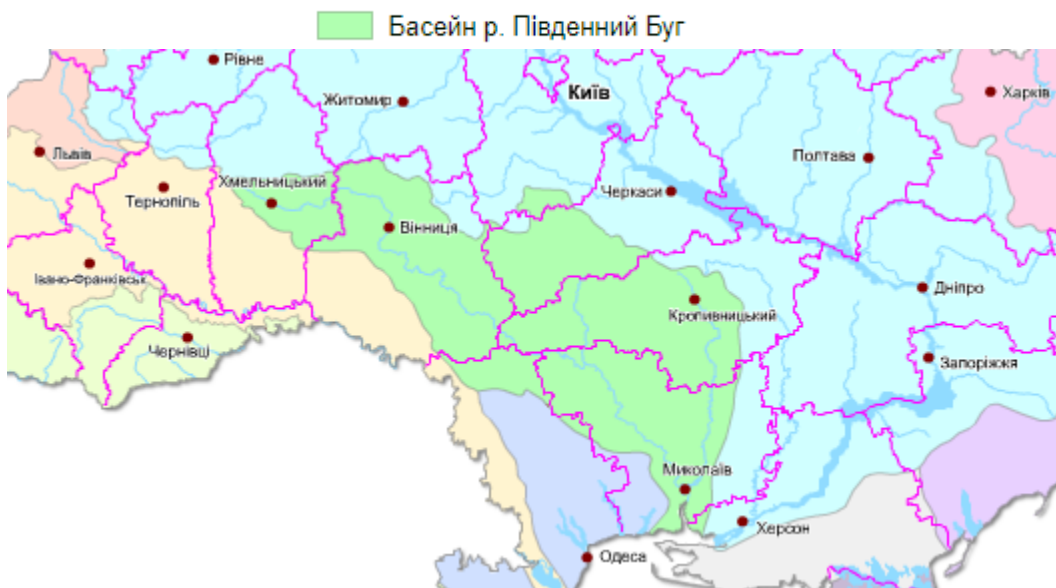 Басейн р. Південний Буг
Рівне
Житомир
Київ
Харків
Львів
Полтава
Хмельницький
Тернопіль
Черкаси
Вінниця
Івано-Франківськ
Дніпро
Кропивницький
Чернівці
Запоріжжя
Миколаїв
Херсон
Одеса